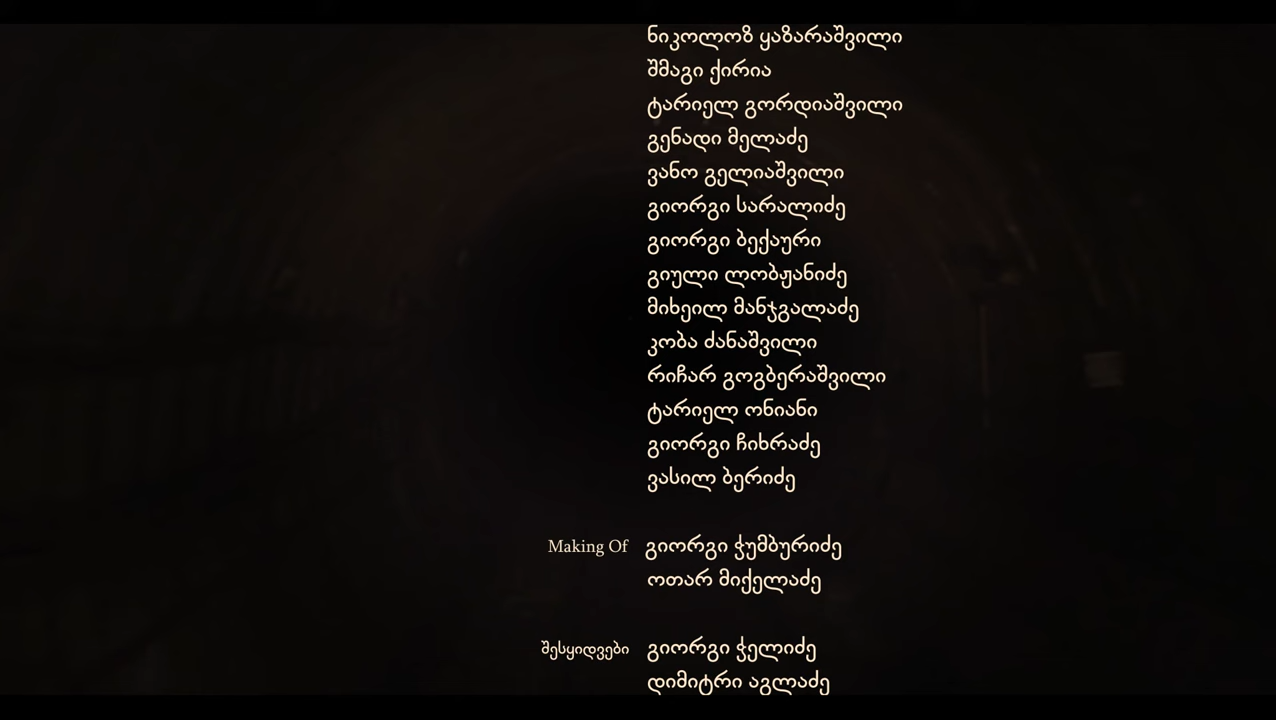 ნიკოლოზ ყაზარაშვილი
შმაგი ქირია
ტარიელ გორდიაშვილი
გენადი მელაძე
ვანო გელიაშვილი
გიორგი სარალიძე
გიორგი ბექაური
გიული ლობჟანიძე
მიხეილ მანჯგალაძე
კობა ძანაშვილი
რიჩარ გოგბერაშვილი
ტარიელ ონიანი
გიორგი ჩიხრაძე
ვასილ ბერიძე
Making Of გიორგი ჭუმბურიძე
ოთარ მიქელაძე
შესყიდვები გიორგი ჭელიძე
დიმიტრი აგლაძე